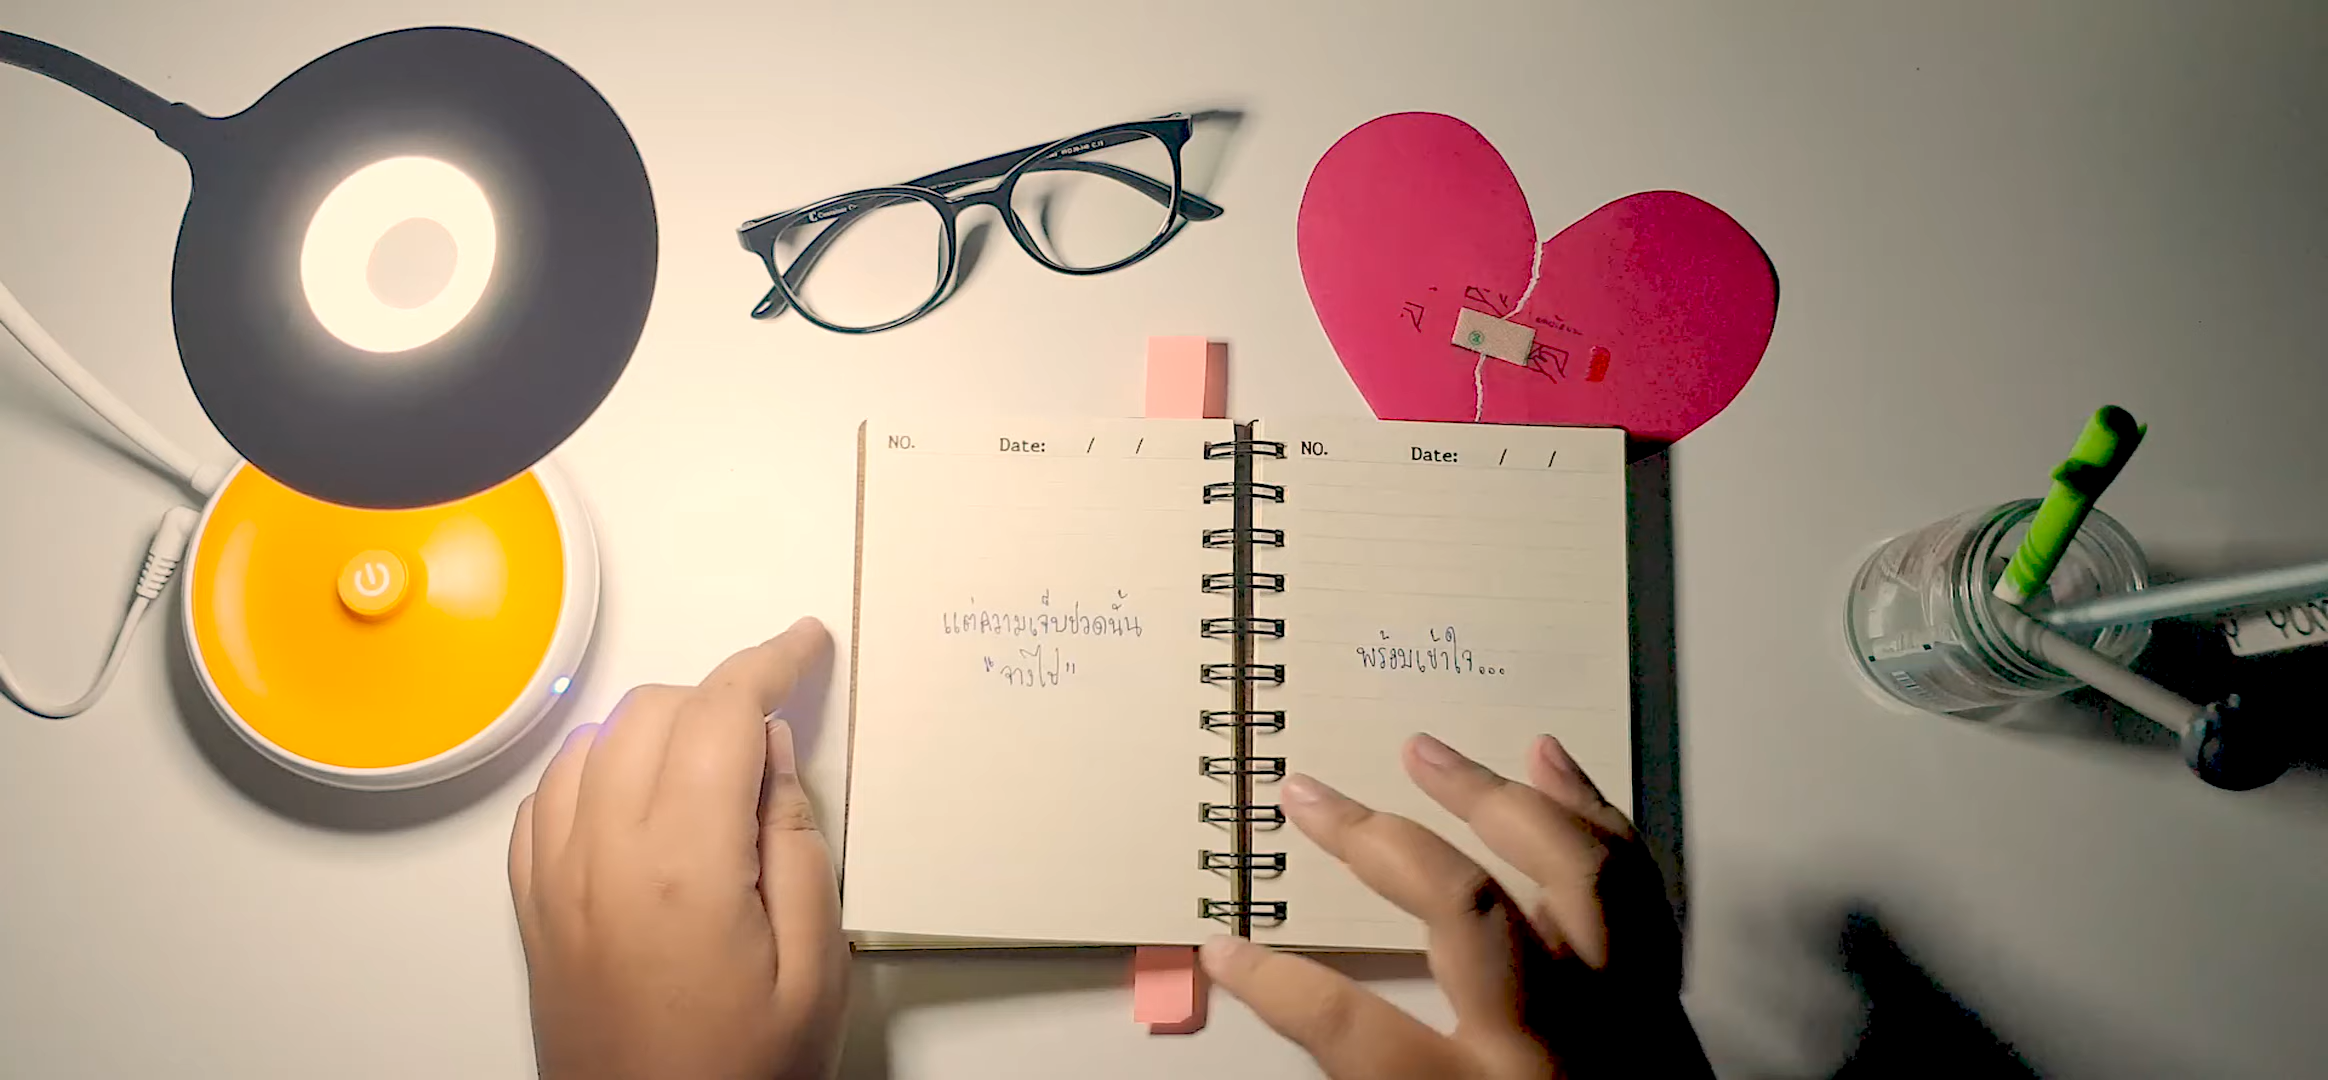 NO. Date: / /
แต่ความเจ็บปวดนั้น
"จางไป"
NO. Date: / /
พร้อมเข้าใจ...